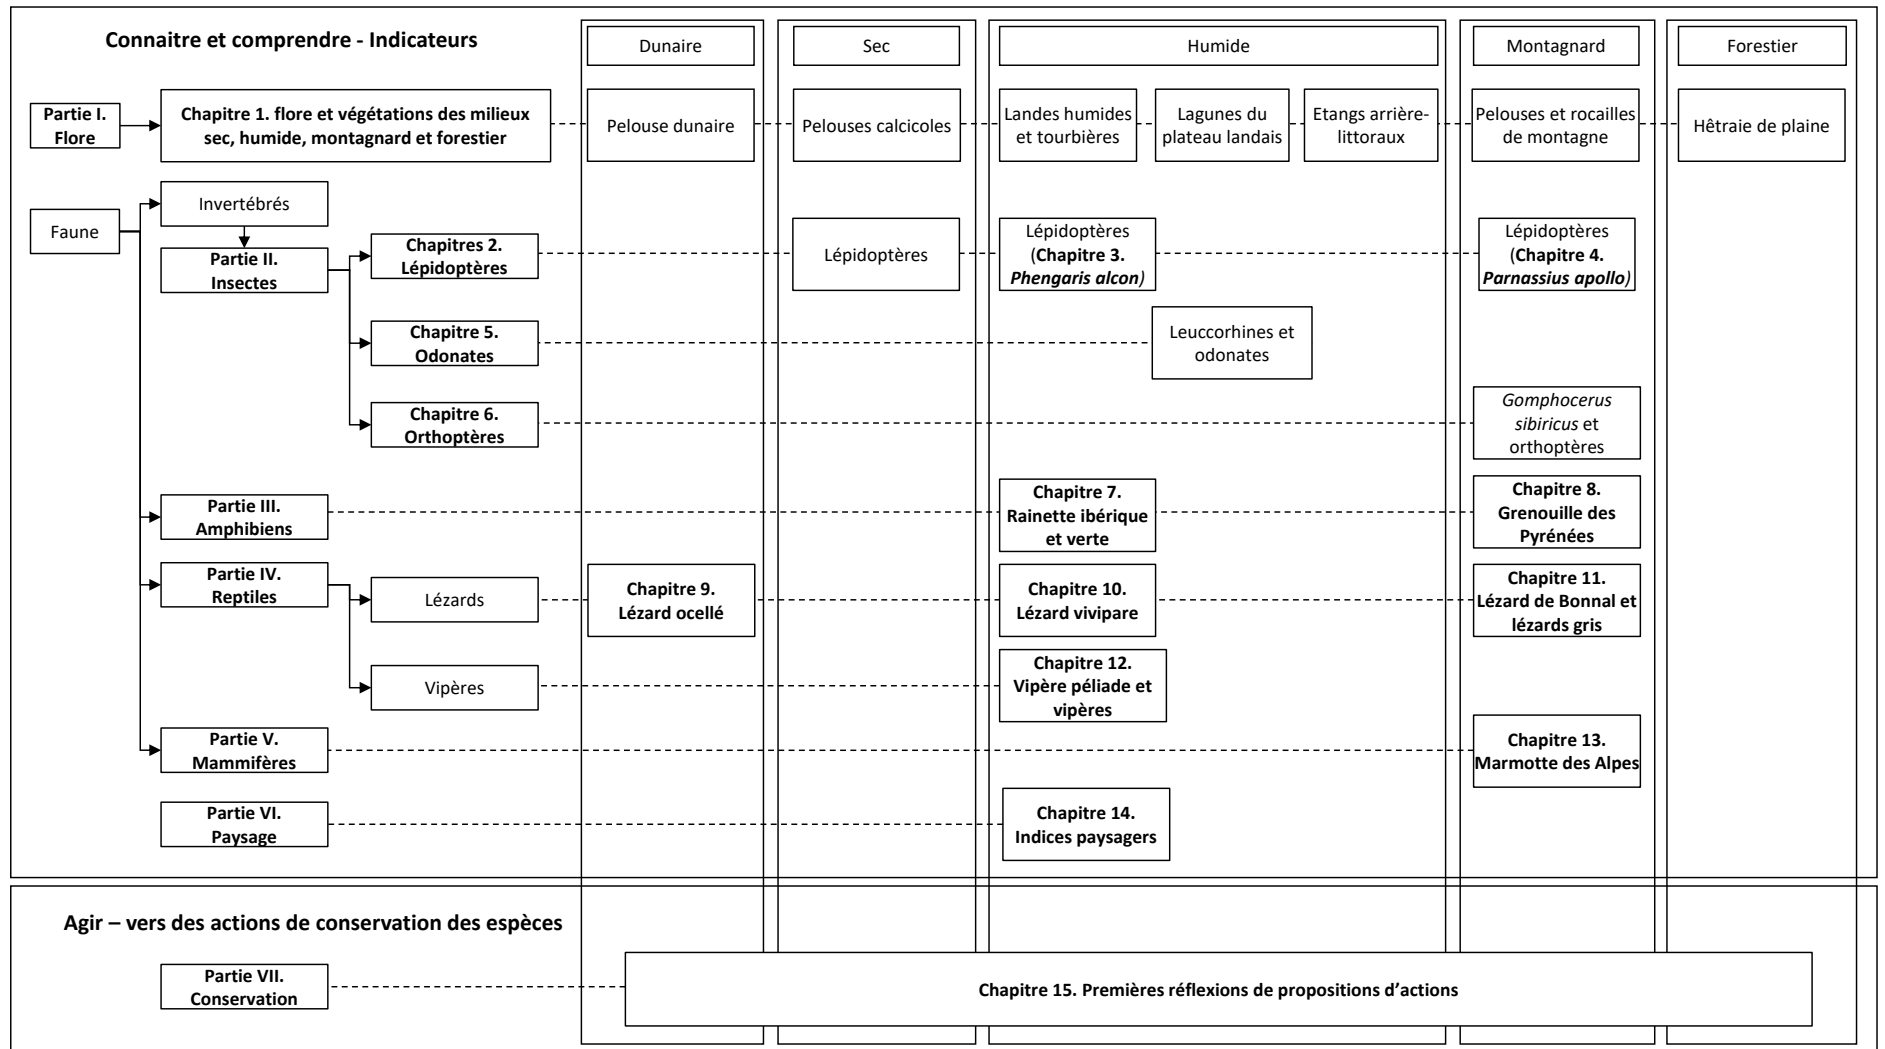 Connaitre et comprendre - Indicateurs
Dunaire
Sec
Humide
Montagnard
Forestier
Partie I.
Flore
Chapitre 1. flore et végétations des milieux
sec, humide, montagnard et forestier
Pelouse dunaire
Pelouses calcicoles
Landes humides
et tourbières
Lagunes du
plateau landais
Etangs arrière-
littoraux
Pelouses et rocailles
de montagne
Hêtraie de plaine
Faune
Invertébrés
Partie II.
Insectes
Chapitres 2.
Lépidoptères
Lépidoptères
Lépidoptères
(Chapitre 3.
Phengaris alcon)
Lépidoptères
(Chapitre 4.
Parnassius apollo)
Chapitre 5.
Odonates
Leuccorhines et
odonates
Chapitre 6.
Orthoptères
Gomphocerus
sibiricus et
orthoptères
Partie III.
Amphibiens
Chapitre 7.
Rainette ibérique
et verte
Chapitre 8.
Grenouille des
Pyrénées
Partie IV.
Reptiles
Lézards
Chapitre 9.
Lézard ocellé
Chapitre 10.
Lézard vivipare
Chapitre 11.
Lézard de Bonnal et
lézards gris
Vipères
Chapitre 12.
Vipère péliade et
vipères
Partie V.
Mammifères
Chapitre 13.
Marmotte des Alpes
Partie VI.
Paysage
Chapitre 14.
Indices paysagers
Agir – vers des actions de conservation des espèces
Partie VII.
Conservation
Chapitre 15. Premières réflexions de propositions d’actions